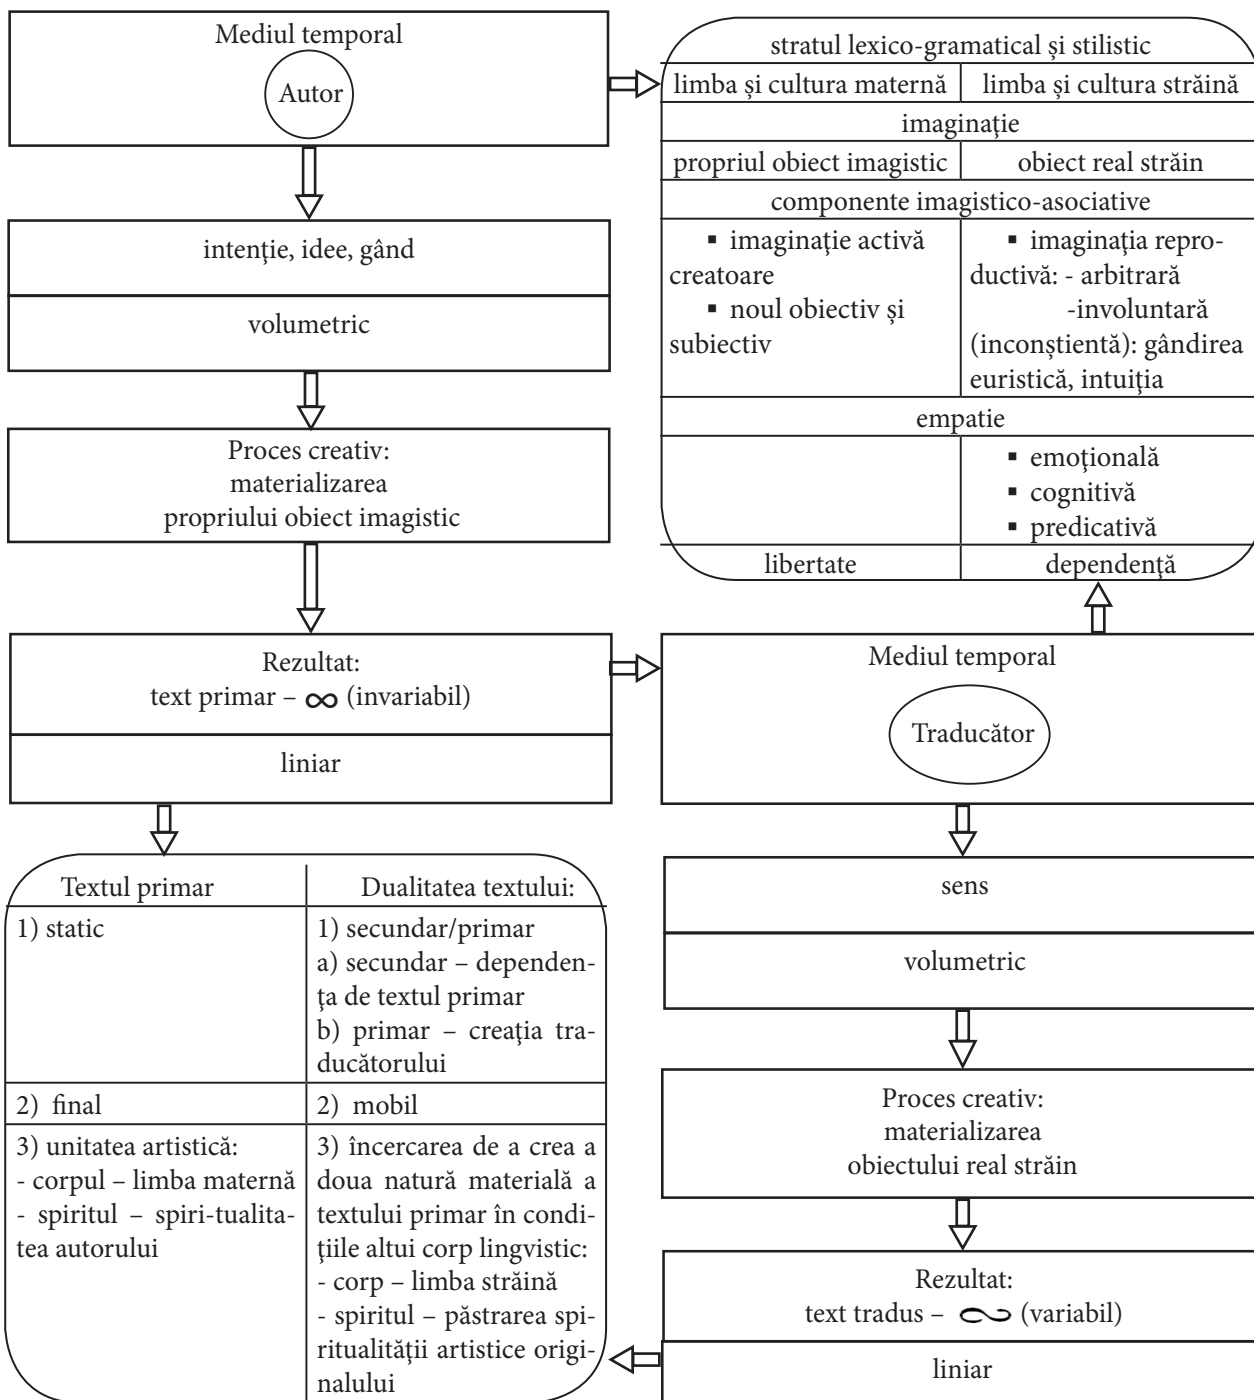 Mediul temporal
Autor
intenție, idee, gând
volumetric
Proces creativ:
materializarea
propriului obiect imagistic
Rezultat:
text primar – ∞ (invariabil)
liniar
stratul lexico-gramatical și stilistic
limba și cultura maternă
limba și cultura străină
imaginație
propriul obiect imagistic
obiect real străin
componente imagistico-asociative
▪ imaginație activă
creatoare
▪ noul obiectiv și
subiectiv
▪ imaginația repro-
ductivă: - arbitrară
-involuntară
(inconștientă): gândirea
euristică, intuiţia
empatie
▪ emoţională
▪ cognitivă
▪ predicativă
libertate
dependenţă
Mediul temporal
Traducător
sens
volumetric
Proces creativ:
materializarea
obiectului real străin
Rezultat:
text tradus – ∾ (variabil)
liniar
Textul primar
Dualitatea textului:
1) static
1) secundar/primar
a) secundar – dependen-
ţa de textul primar
b) primar – creația tra-
ducătorului
2) final
2) mobil
3) unitatea artistică:
- corpul – limba maternă
- spiritul – spiri-tualita-
tea autorului
3) încercarea de a crea a
doua natură materială a
textului primar în condi-
ţiile altui corp lingvistic:
- corp – limba străină
- spiritul – păstrarea spi-
ritualităţii artistice origi-
nalului